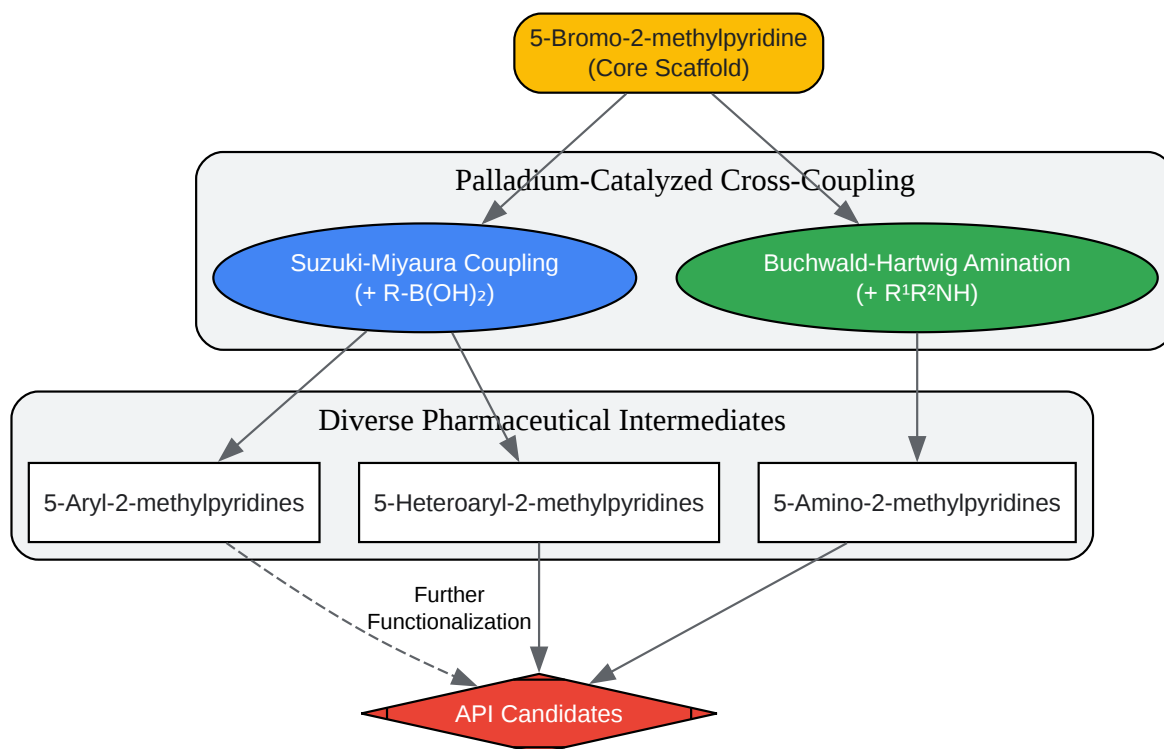 5-Bromo-2-methylpyridine
(Core Scaffold)
Palladium-Catalyzed Cross-Coupling
Suzuki-Miyaura Coupling
(+ R-B(OH)₂)
Buchwald-Hartwig Amination
(+ R¹R²NH)
Diverse Pharmaceutical Intermediates
5-Aryl-2-methylpyridines
5-Heteroaryl-2-methylpyridines
5-Amino-2-methylpyridines
Further
Functionalization
API Candidates